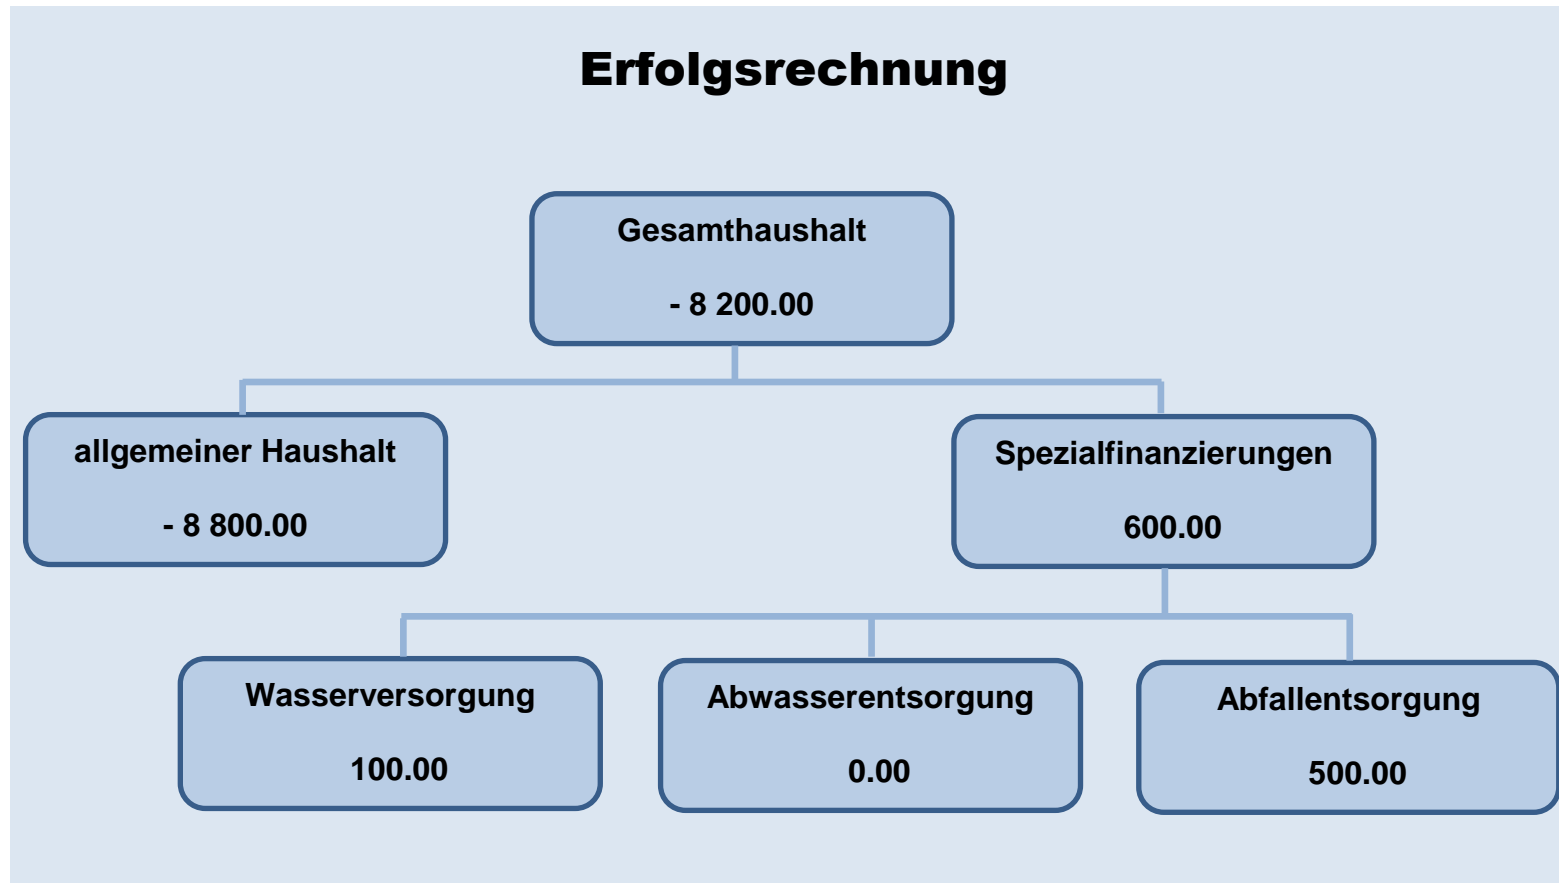 Erfolgsrechnung
Gesamthaushalt
- 8 200.00
allgemeiner Haushalt
- 8 800.00
Spezialfinanzierungen
600.00
Wasserversorgung
100.00
Abwasserentsorgung
0.00
Abfallentsorgung
500.00